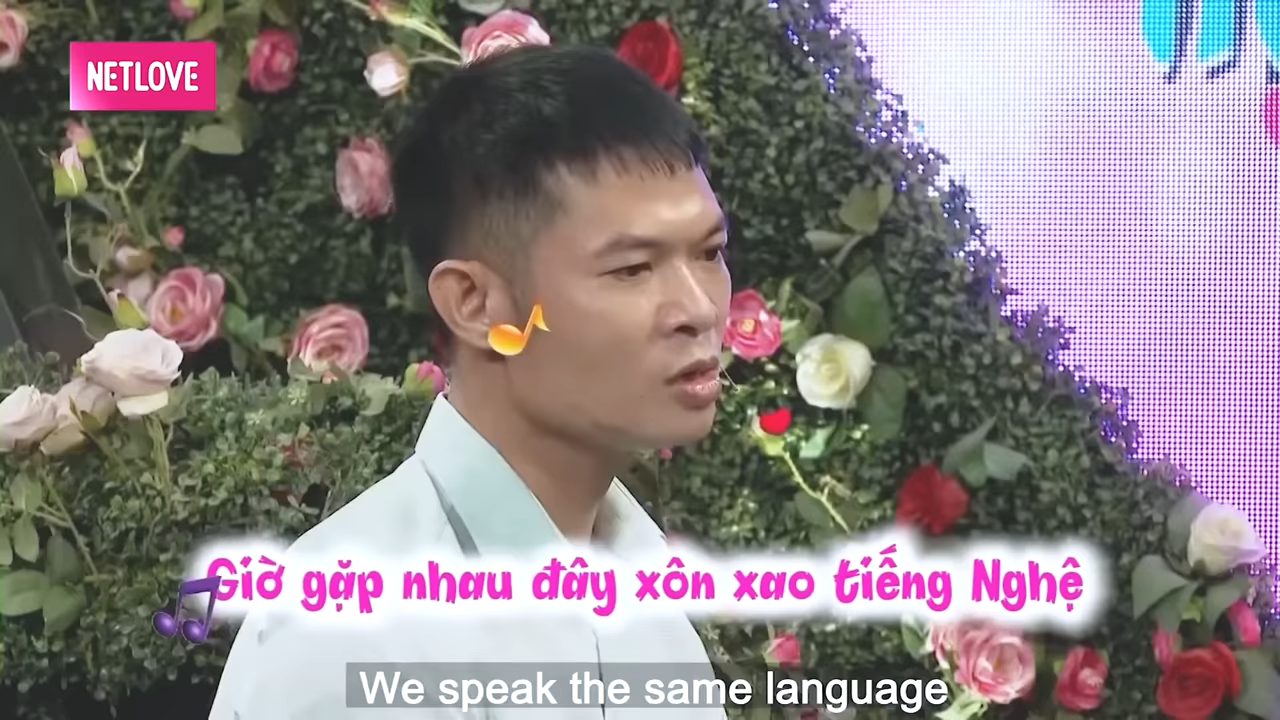 NETLOVE
Giờ gặp nhau đây xôn xao tiếng Nghệ
We speak the same language